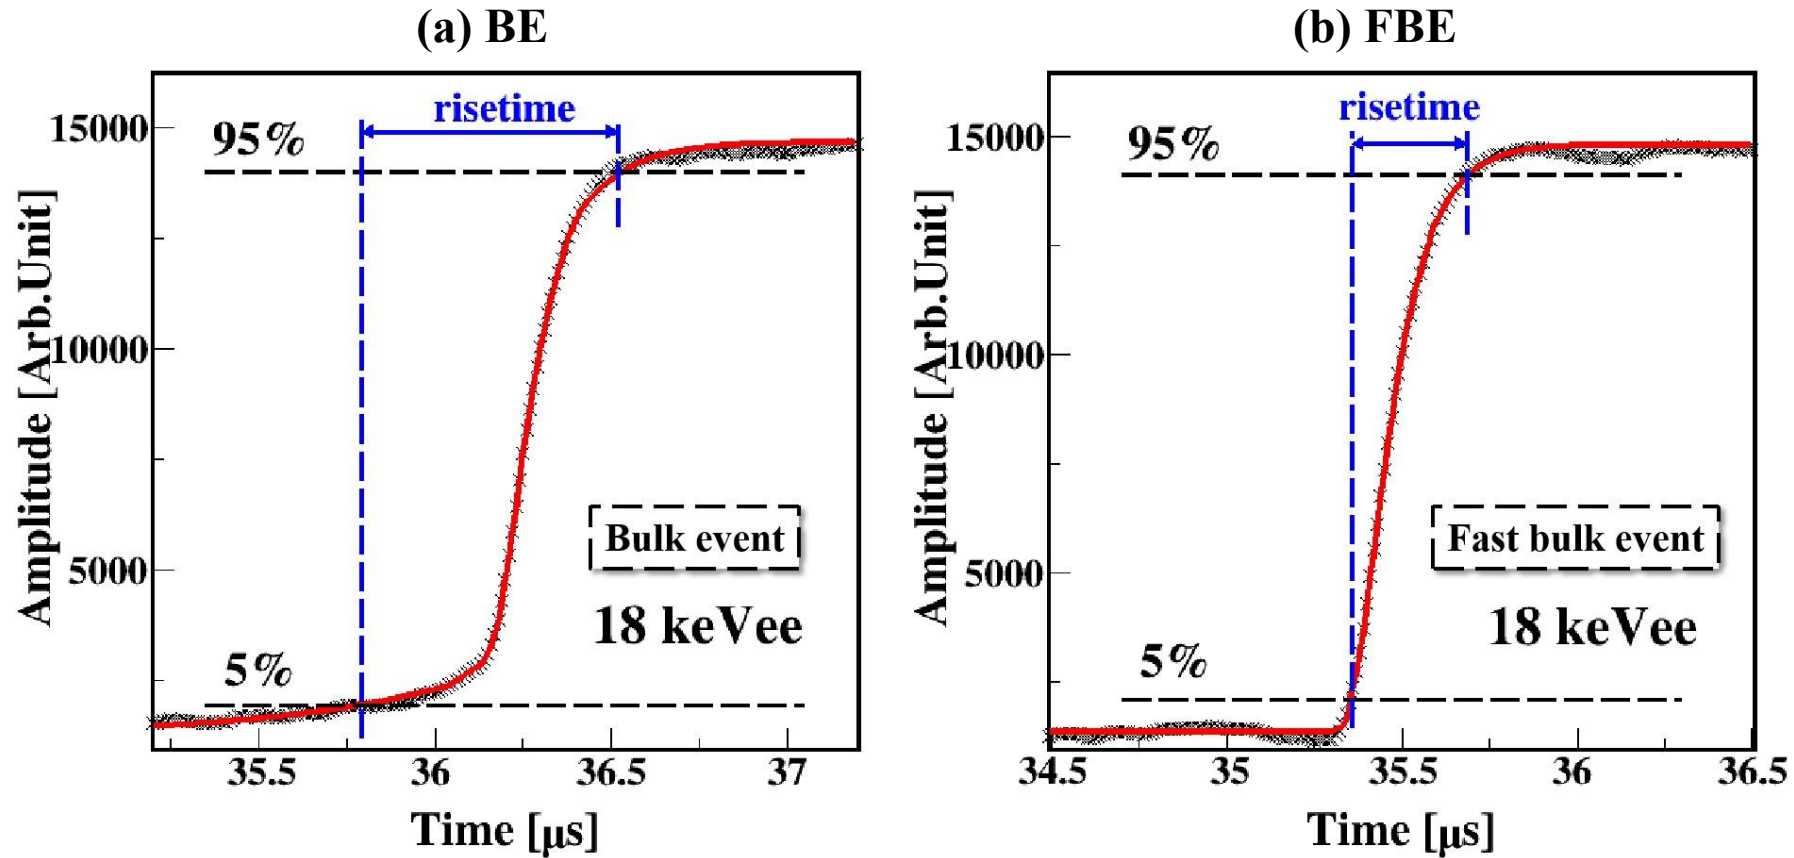 (a) BE
risetime
15000
95%
10000
5000
Bulk event
18 keVee
5%
35.5 36 36.5 37
Time [μs]
Amplitude [Arb.Unit]
(b) FBE
risetime
15000
95%
10000
5000
Fast bulk event
18 keVee
5%
34.5 35 35.5 36 36.5
Time [μs]
Amplitude [Arb.Unit]